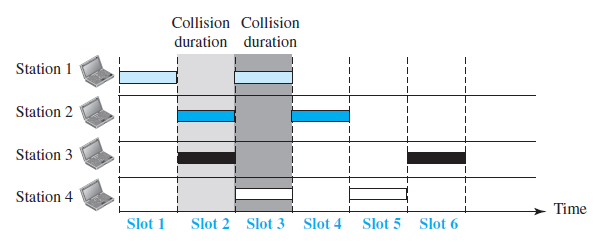 Collision Collision
duration duration
Station 1
Station 2
Station 3
Station 4
Time
Slot 1 Slot 2 Slot 3 Slot 4 Slot 5 Slot 6